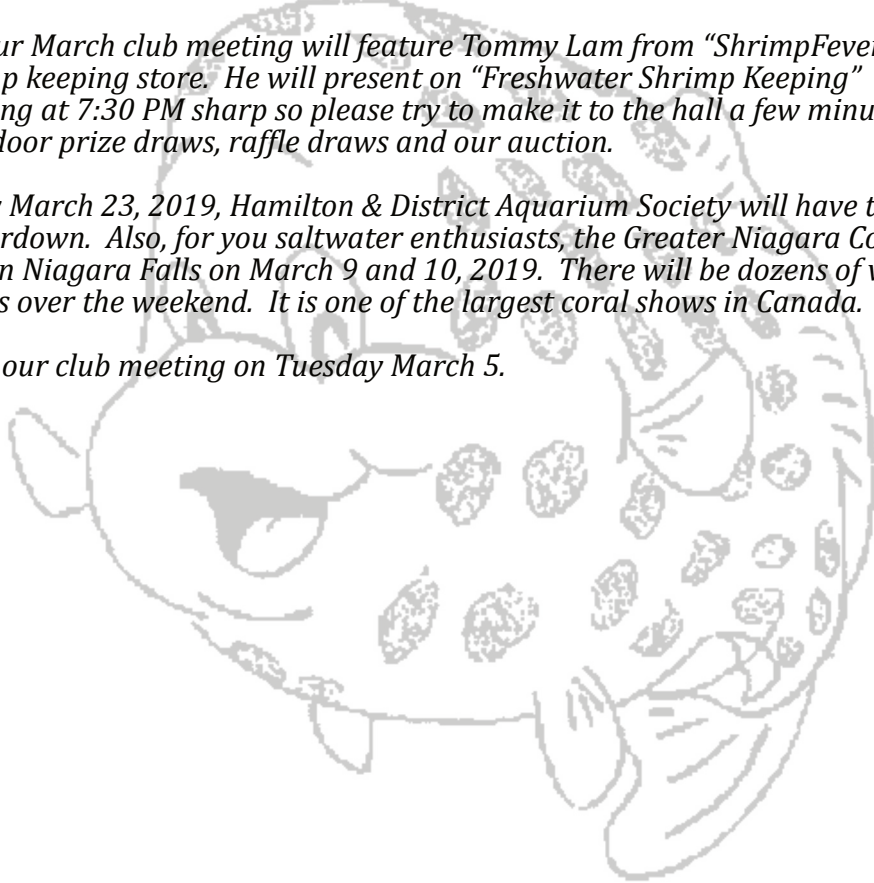 ur March club meeting will feature Tommy Lam from “ShrimpFever
p keeping store.  He will present on “Freshwater Shrimp Keeping”
ng at 7:30 PM sharp so please try to make it to the hall a few minu
door prize draws, raffle draws and our auction.
March 23, 2019, Hamilton & District Aquarium Society will have t
rdown.  Also, for you saltwater enthusiasts, the Greater Niagara Co
n Niagara Falls on March 9 and 10, 2019.  There will be dozens of v
s over the weekend.  It is one of the largest coral shows in Canada.
our club meeting on Tuesday March 5.